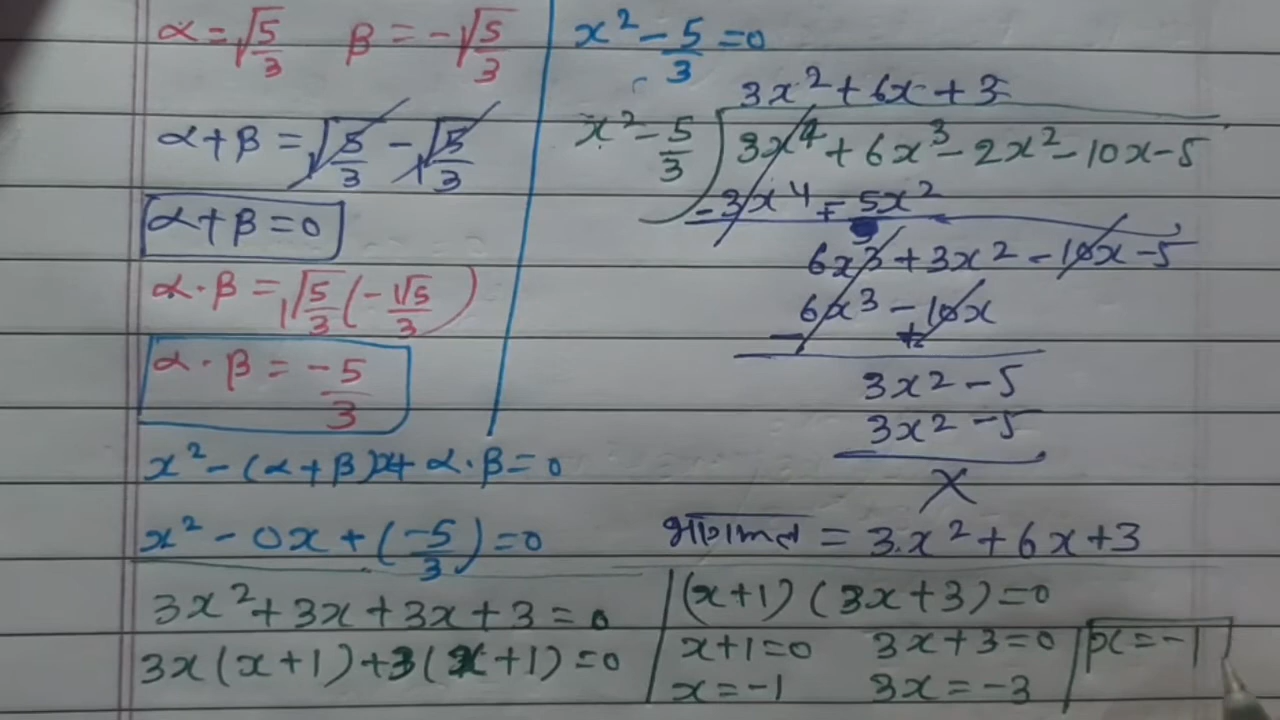 α = √5/3 β = -√5/3
α + β = √5/3 - √5/3
α + β = 0
α · β = √5/3 (-√5/3)
α · β = -5/3
x² - (α + β)x + α · β = 0
x² - 0x + (-5/3) = 0
x² - 5/3 = 0
3x² + 6x + 3
x² - 5/3 3x⁴ + 6x³ - 2x² - 10x - 5
3x⁴ - 5x²
- +
6x³ + 3x² - 10x - 5
6x³ - 10x
- +
3x² - 5
3x² - 5
x
भागफल = 3x² + 6x + 3
3x² + 3x + 3x + 3 = 0
3x(x + 1) + 3(x + 1) = 0
(x + 1)(3x + 3) = 0
x + 1 = 0 3x + 3 = 0
x = -1 3x = -3
x = -1